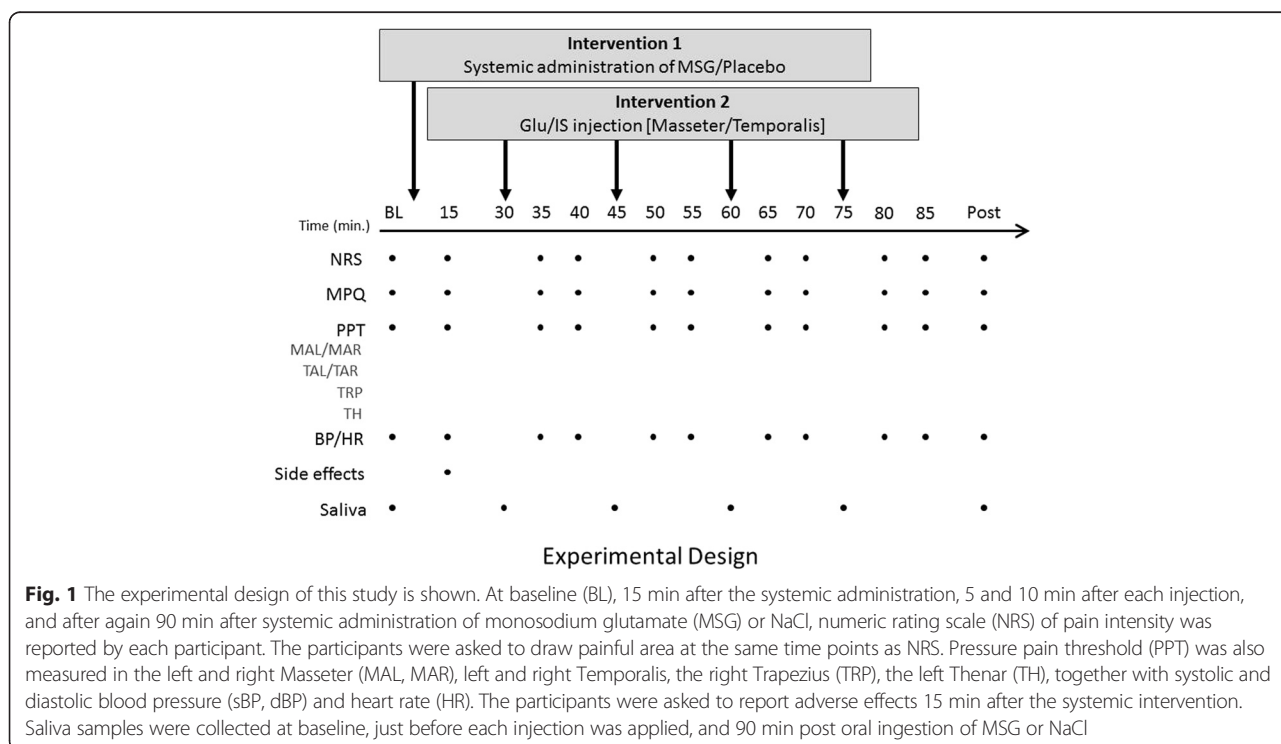 Intervention 1
Systemic administration of MSG/Placebo
Intervention 2
Glu/IS injection [Masseter/Temporalis]
Time (min.) BL 15 30 35 40 45 50 55 60 65 70 75 80 85 Post
NRS
MPQ
PPT
MAL/MAR
TAL/TAR
TRP
TH
BP/HR
Side effects
Saliva
Experimental Design
Fig. 1 The experimental design of this study is shown. At baseline (BL), 15 min after the systemic administration, 5 and 10 min after each injection,
and after again 90 min after systemic administration of monosodium glutamate (MSG) or NaCl, numeric rating scale (NRS) of pain intensity was
reported by each participant. The participants were asked to draw painful area at the same time points as NRS. Pressure pain threshold (PPT) was also
measured in the left and right Masseter (MAL, MAR), left and right Temporalis, the right Trapezius (TRP), the left Thenar (TH), together with systolic and
diastolic blood pressure (sBP, dBP) and heart rate (HR). The participants were asked to report adverse effects 15 min after the systemic intervention.
Saliva samples were collected at baseline, just before each injection was applied, and 90 min post oral ingestion of MSG or NaCl